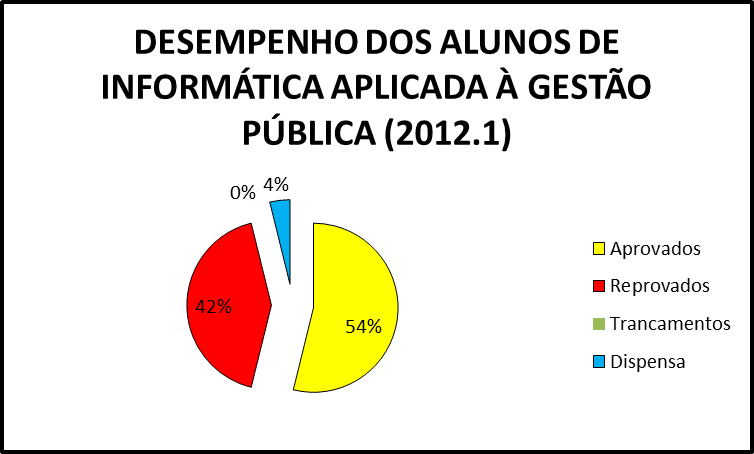 DESEMPENHO DOS ALUNOS DE
INFORMÁTICA APLICADA À GESTÃO
PÚBLICA (2012.1)
0%
4%
42%
54%
Aprovados
Reprovados
Trancamentos
Dispensa